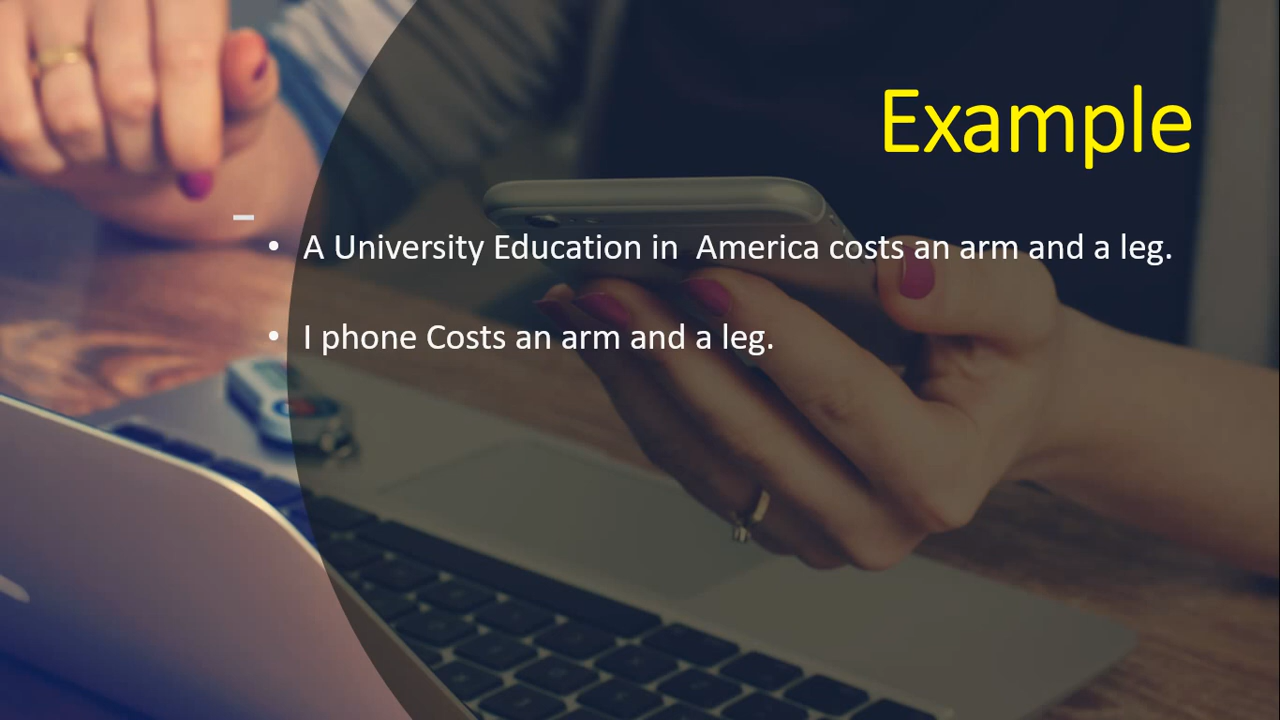 Example
• A University Education in  America costs an arm and a leg.
• I phone Costs an arm and a leg.